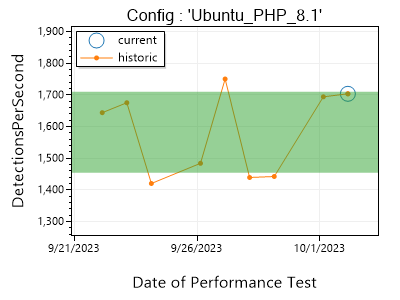 Config : 'Ubuntu_PHP_8.1'
1,900
1,800
1,700
1,600
1,500
1,400
1,300
DetectionsPerSecond
current
historic
9/21/2023
9/26/2023
10/1/2023
Date of Performance Test